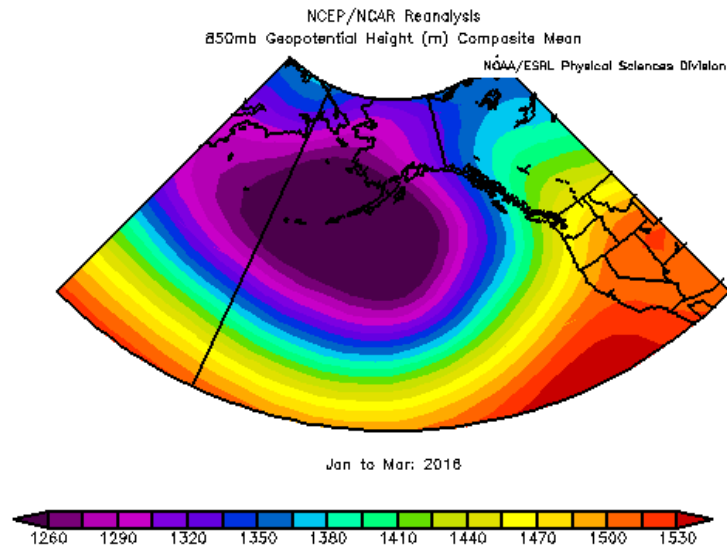 NCEP/NCAR Reanalysis
850mb Geopotential Height (m) Composite Mean
NOAA/ESRL Physical Sciences Division
Jan to Mar: 2016
1260 1290 1320 1350 1380 1410 1440 1470 1500 1530